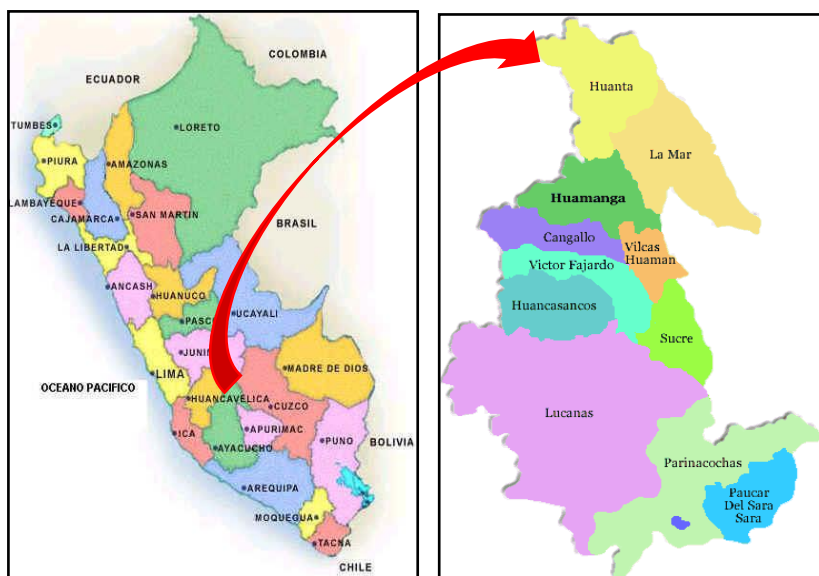 COLOMBIA
ECUADOR
TUMBES
LORETO
PIURA
AMAZONAS
LAMBAYEQUE
CAJAMARCA
SAN MARTIN
BRASIL
LA LIBERTAD
ANCASH
HUANUCO
PASC
UCAYALI
JUNIN
LIMA
MADRE DE DIOS
OCEANO PACIFICO
HUANCAVELICA
CUZCO
ICA
APURIMAC
PUNO
BOLIVIA
AYACUCHO
AREQUIPA
MOQUEGUA
TACNA
CHILE
Huanta
La Mar
Huamanga
Cangallo
Vilcas
Huaman
Victor Fajardo
Huancasancos
Sucre
Lucanas
Parinacochas
Paucar
Del Sara
Sara